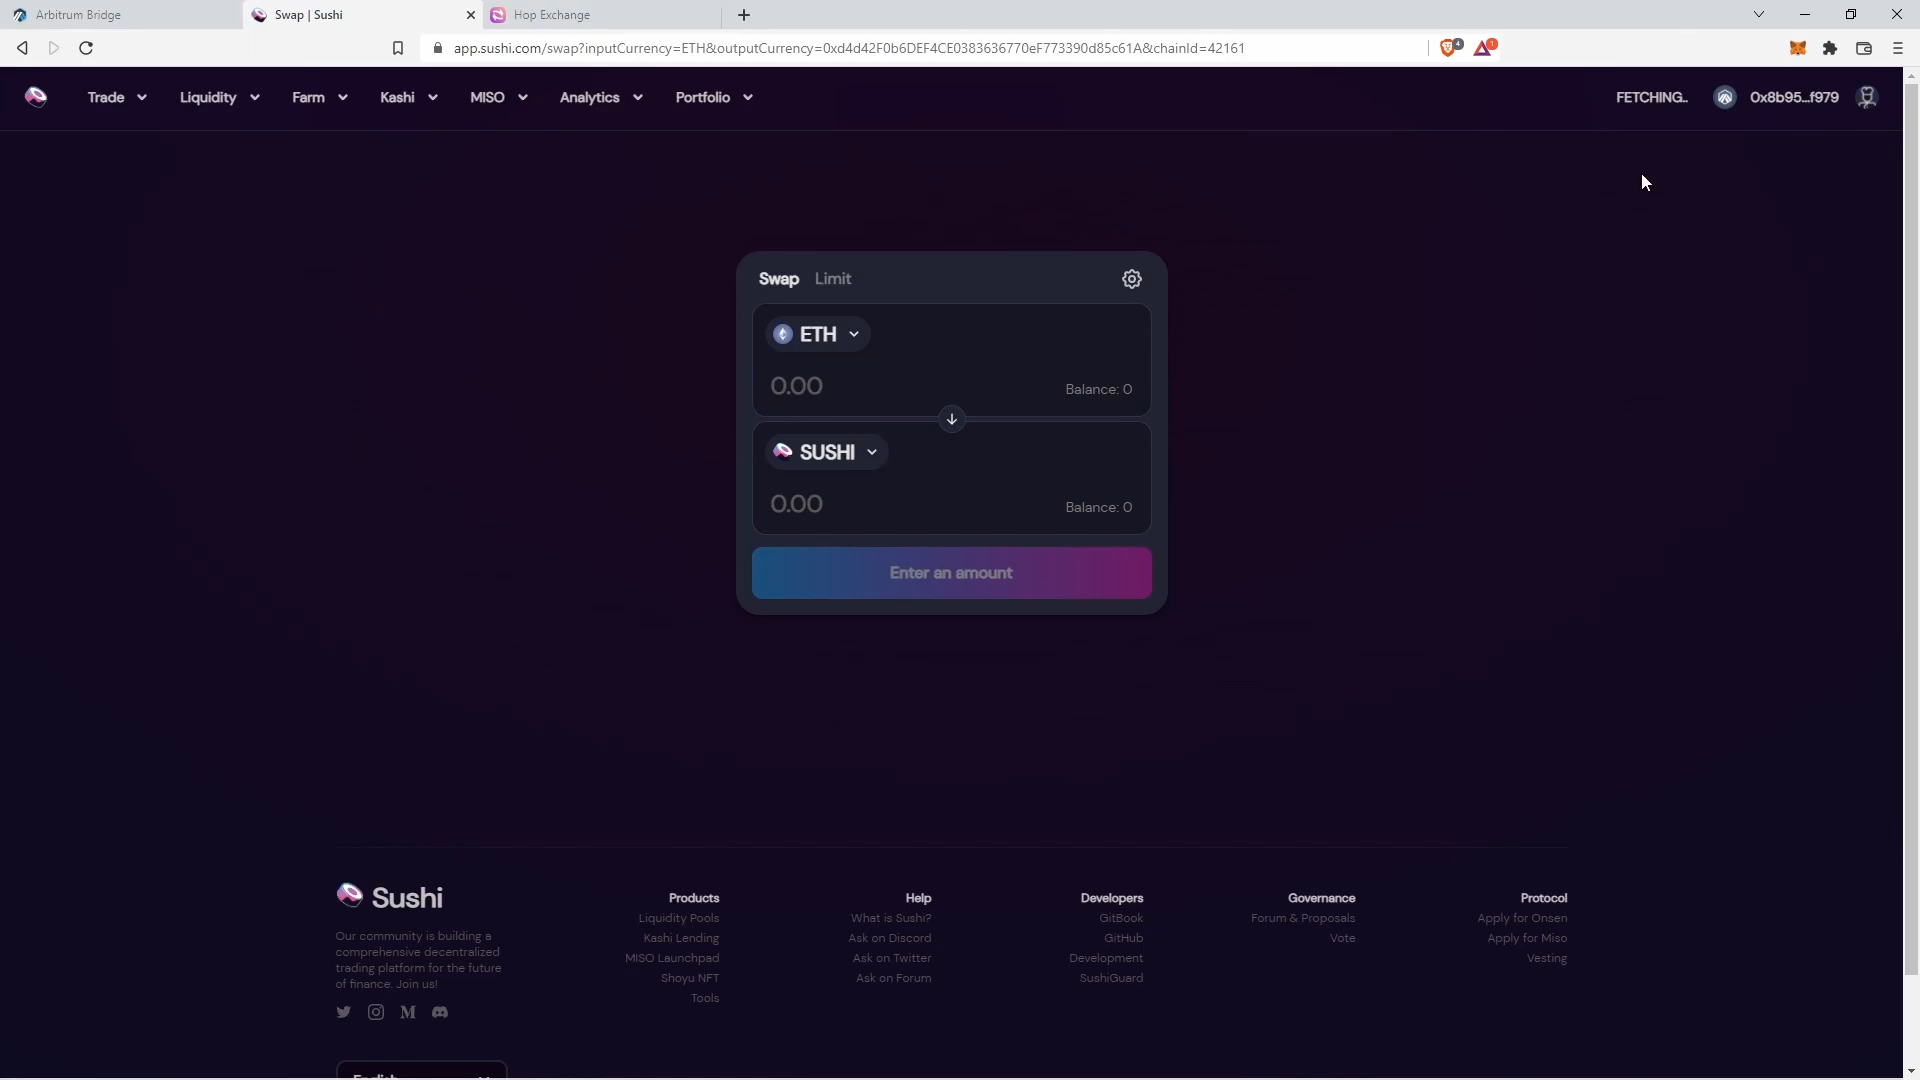 Arbitrum Bridge
Swap | Sushi
Hop Exchange
app.sushi.com/swap?inputCurrency=ETH&outputCurrency=0xd4d42F0b6DEF4CE0383636770eF773390d85c61A&chainId=42161
4
1
Trade
Liquidity
Farm
Kashi
MISO
Analytics
Portfolio
FETCHING..
0x8b95...f979
Swap Limit
ETH
0.00
Balance: 0
SUSHI
0.00
Balance: 0
Enter an amount
Sushi
Our community is building a
comprehensive decentralized
trading platform for the future
of finance. Join us!
Products
Liquidity Pools
Kashi Lending
MISO Launchpad
Shoyu NFT
Tools
Help
What is Sushi?
Ask on Discord
Ask on Twitter
Ask on Forum
Developers
GitBook
GitHub
Development
SushiGuard
Governance
Forum & Proposals
Vote
Protocol
Apply for Onsen
Apply for Miso
Vesting
English